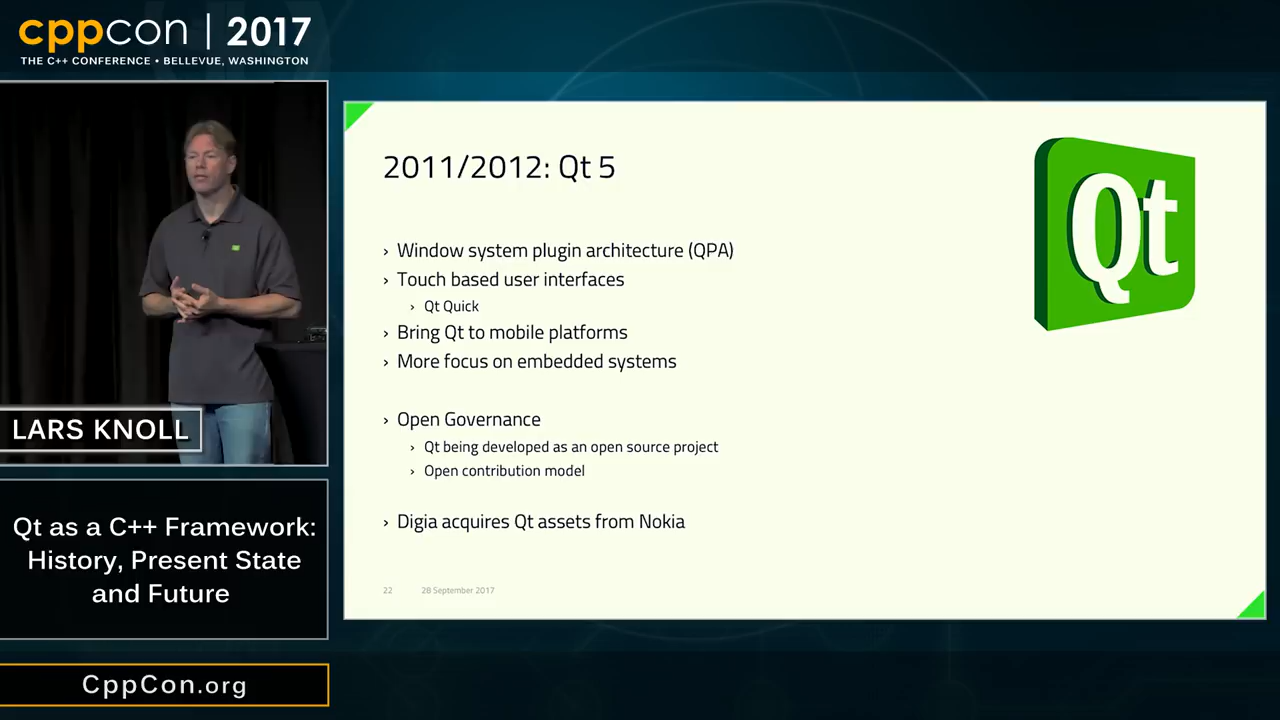 cppcon | 2017
THE C++ CONFERENCE • BELLEVUE, WASHINGTON
LARS KNOLL
Qt as a C++ Framework:
History, Present State
and Future
CppCon.org
2011/2012: Qt 5
› Window system plugin architecture (QPA)
› Touch based user interfaces
› Qt Quick
› Bring Qt to mobile platforms
› More focus on embedded systems
› Open Governance
› Qt being developed as an open source project
› Open contribution model
› Digia acquires Qt assets from Nokia
22 28 September 2017
Qt